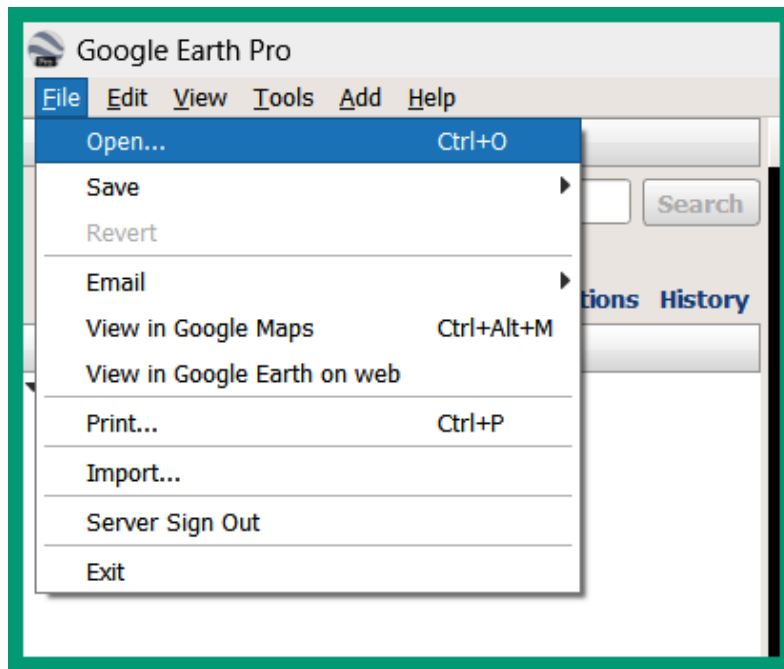 Google Earth Pro
File Edit View Tools Add Help
Open... Ctrl+O
Save
Search
Revert
Email
tions History
View in Google Maps Ctrl+Alt+M
View in Google Earth on web
Print... Ctrl+P
Import...
Server Sign Out
Exit